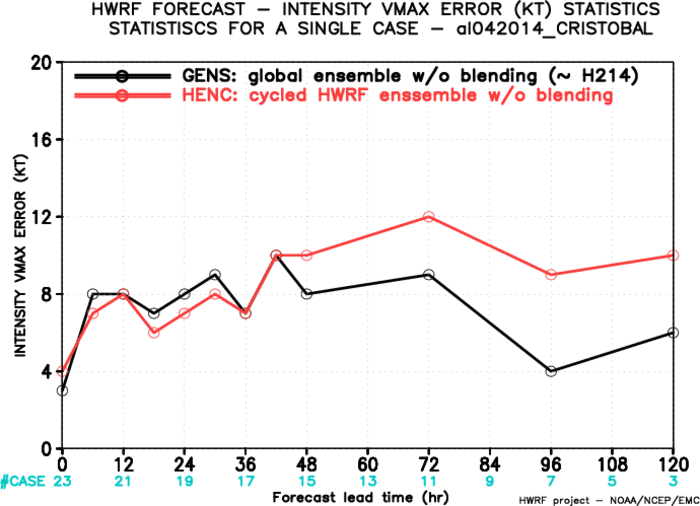 HWRF FORECAST – INTENSITY VMAX ERROR (KT) STATISTICS
STATISTISCS FOR A SINGLE CASE – al042014_CRISTOBAL
GENS: global ensemble w/o blending (~ H214)
HENC: cycled HWRF enssemble w/o blending
INTENSITY VMAX ERROR (KT)
20
16
12
8
4
0
0 12 24 36 48 60 72 84 96 108 120
#CASE 23 21 19 17 15 13 11 9 7 5 3
Forecast lead time (hr)
HWRF project – NOAA/NCEP/EMC